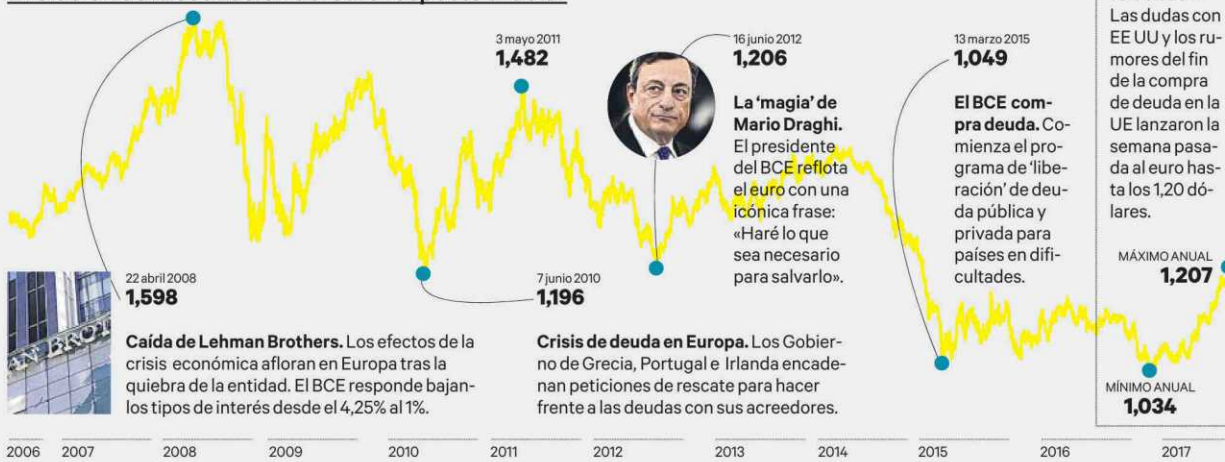 3 mayo 2011
1,482
16 junio 2012
1,206
La ‘magia’ de
Mario Draghi.
El presidente
del BCE reflota
el euro con una
icónica frase:
«Haré lo que
sea necesario
para salvarlo».
13 marzo 2015
1,049
El BCE com-
pra deuda. Co-
mienza el pro-
grama de ‘libe-
ración’ de deu-
da pública y
privada para
países en difi-
cultades.
Las dudas con
EE UU y los ru-
mores del fin
de la compra
de deuda en la
UE lanzaron la
semana pasa-
da al euro has-
ta los 1,20 dó-
lares.
MÁXIMO ANUAL
1,207
MÍNIMO ANUAL
1,034
22 abril 2008
1,598
Caída de Lehman Brothers. Los efectos de la
crisis económica afloran en Europa tras la
quiebra de la entidad. El BCE responde bajan-
los tipos de interés desde el 4,25% al 1%.
7 junio 2010
1,196
Crisis de deuda en Europa. Los Gobier-
no de Grecia, Portugal e Irlanda encade-
nan peticiones de rescate para hacer
frente a las deudas con sus acreedores.
AN BROT
2006 2007 2008 2009 2010 2011 2012 2013 2014 2015 2016 2017